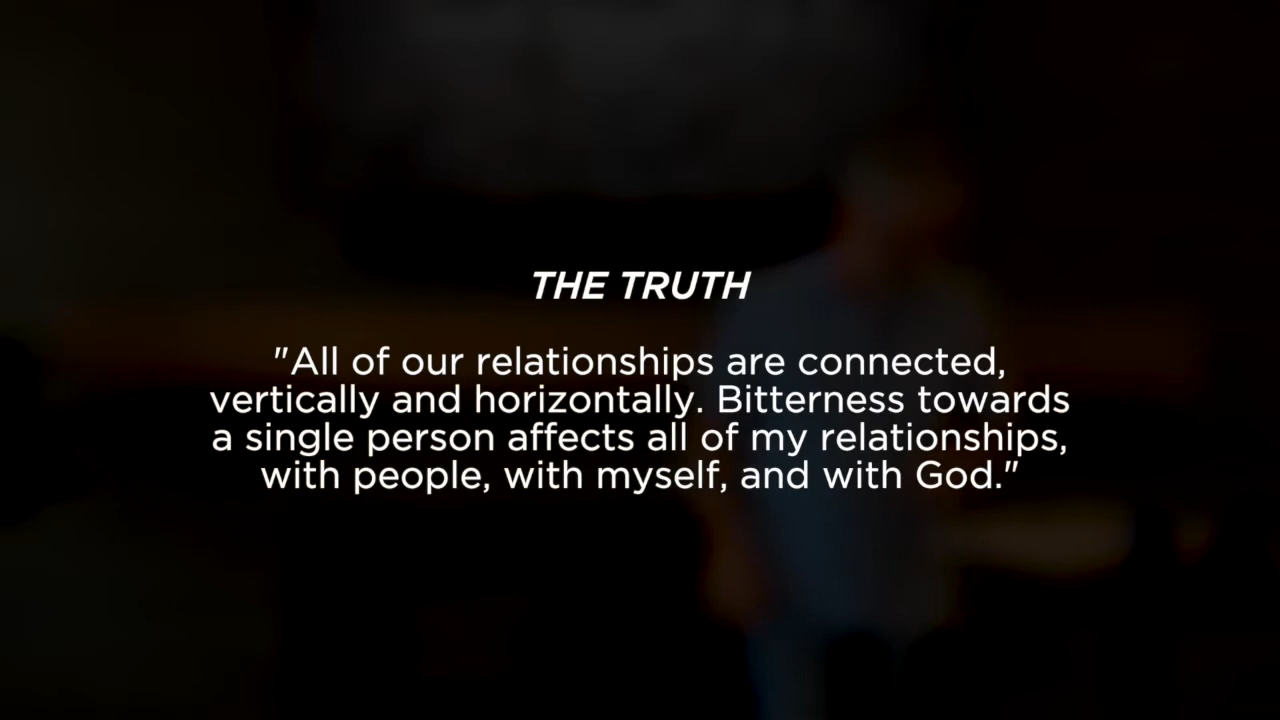 THE TRUTH
"All of our relationships are connected,
vertically and horizontally. Bitterness towards
a single person affects all of my relationships,
with people, with myself, and with God."